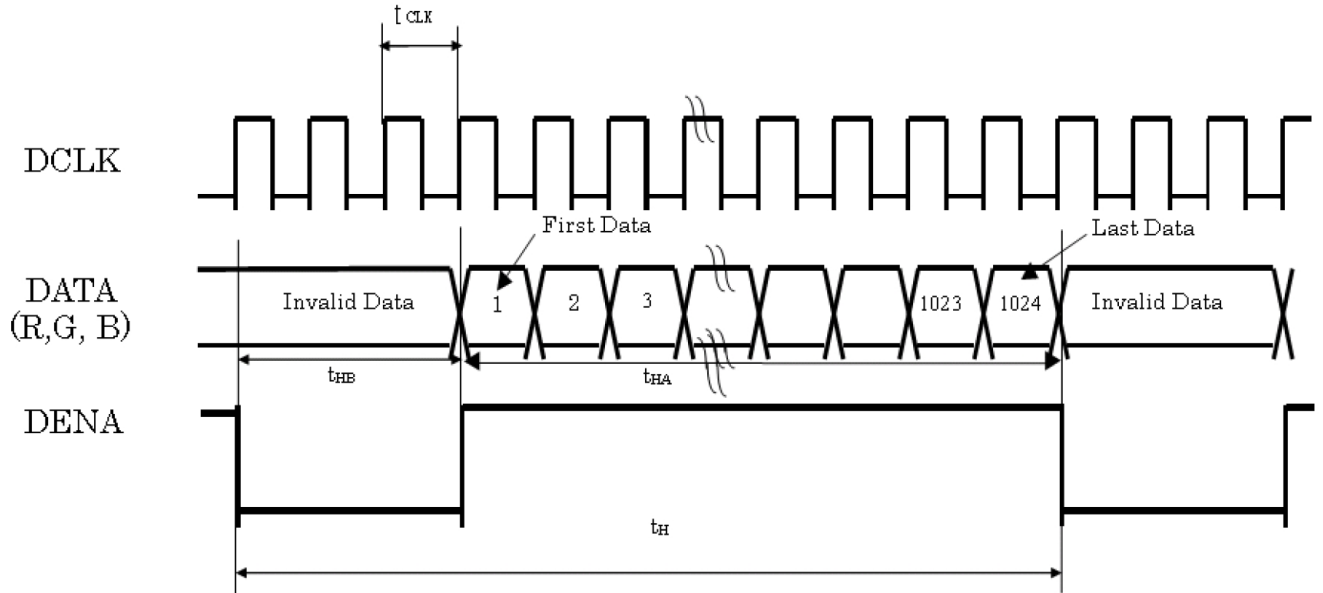 t CLK
DCLK
First Data
Last Data
DATA
(R,G, B)
Invalid Data
1
2
3
1023
1024
Invalid Data
tHB
tHA
DENA
tH